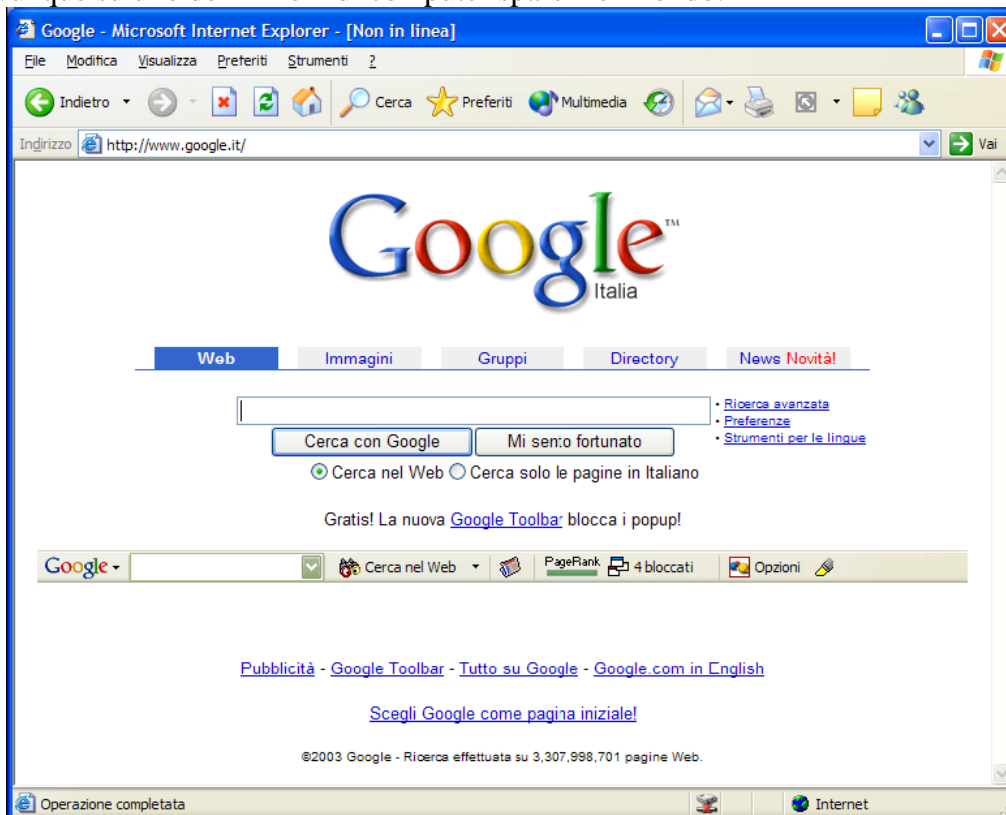 Google - Microsoft Internet Explorer - [Non in linea]
File Modifica Visualizza Preferiti Strumenti ?
Indietro Cerca Preferiti Multimedia
Indirizzo http://www.google.it/ Vai
Google™
Italia
Web Immagini Gruppi Directory News Novità!
• Ricerca avanzata
• Preferenze
• Strumenti per le lingue
Cerca con Google Mi sento fortunato
Cerca nel Web Cerca solo le pagine in Italiano
Gratis! La nuova Google Toolbar blocca i popup!
Google Cerca nel Web PageRank 4 bloccati Opzioni
Pubblicità - Google Toolbar - Tutto su Google - Google.com in English
Scegli Google come pagina iniziale!
©2003 Google - Ricerca effettuata su 3,307,998,701 pagine Web.
Operazione completata Internet